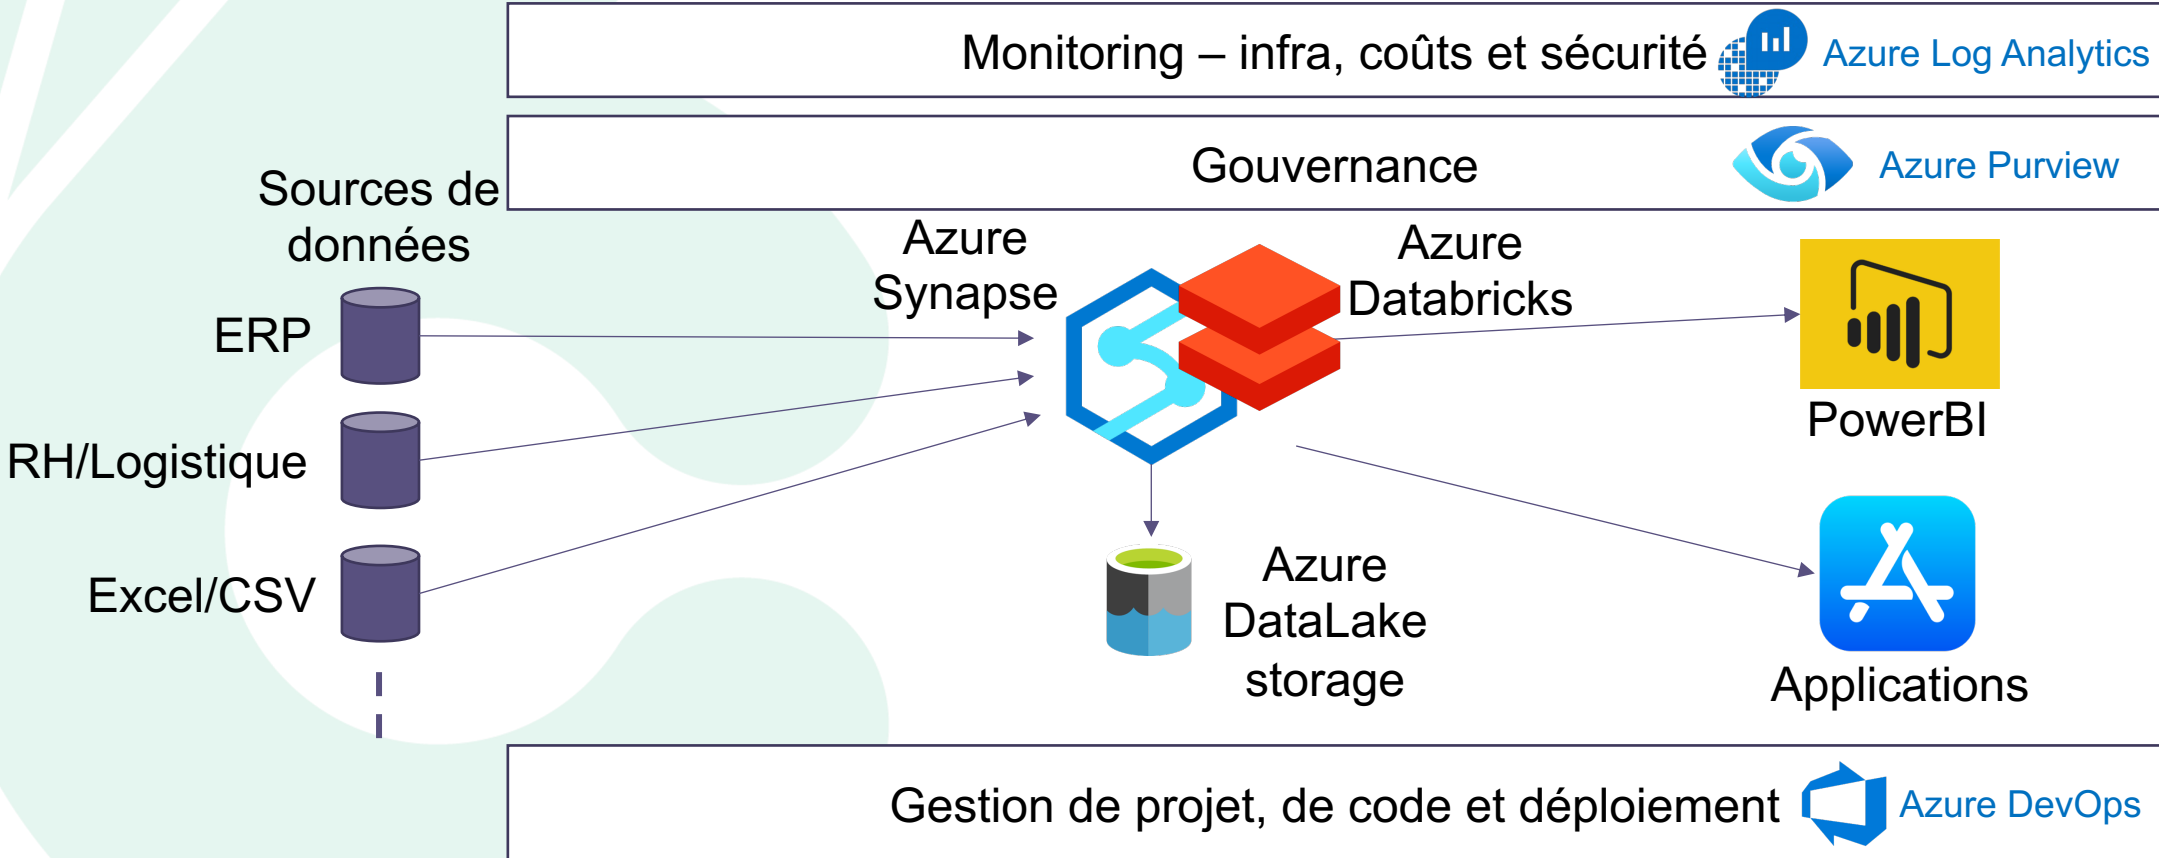 Monitoring – infra, coûts et sécurité
Azure Log Analytics
Gouvernance
Azure Purview
Sources de
données
Azure
Synapse
Azure
Databricks
ERP
RH/Logistique
Excel/CSV
PowerBI
Azure
DataLake
storage
Applications
Gestion de projet, de code et déploiement
Azure DevOps